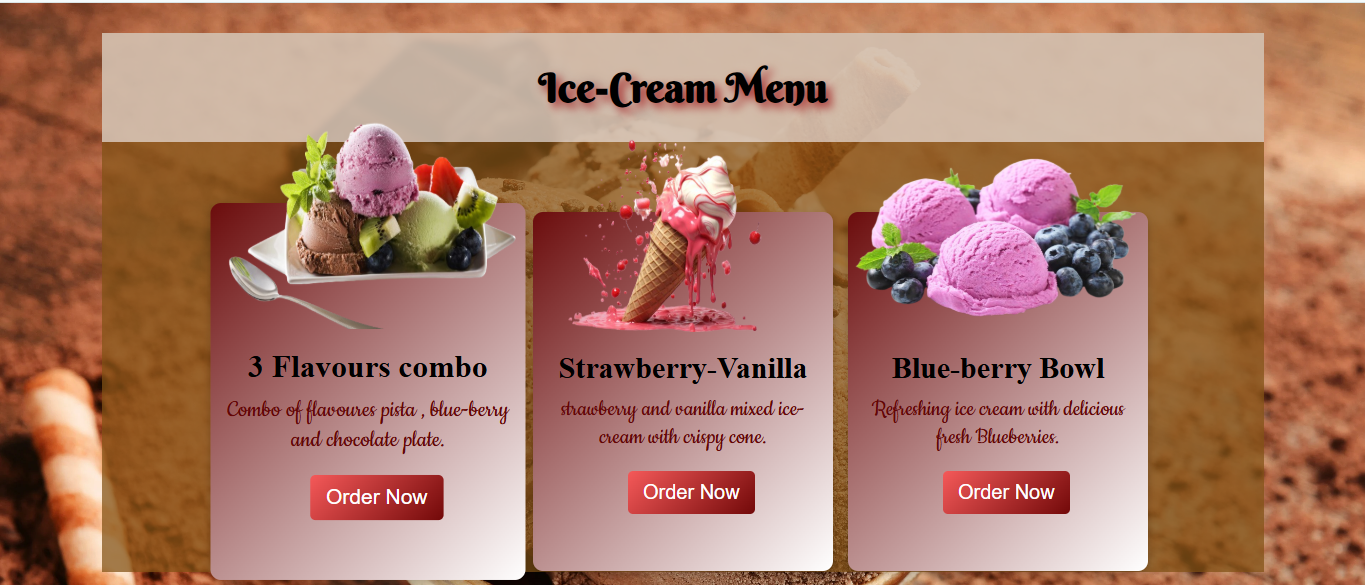 Ice-Cream Menu
3 Flavours combo
Combo of flavoures pista , blue-berry
and chocolate plate.
Order Now
Strawberry-Vanilla
strawberry and vanilla mixed ice-
cream with crispy cone.
Order Now
Blue-berry Bowl
Refreshing ice cream with delicious
fresh Blueberries.
Order Now